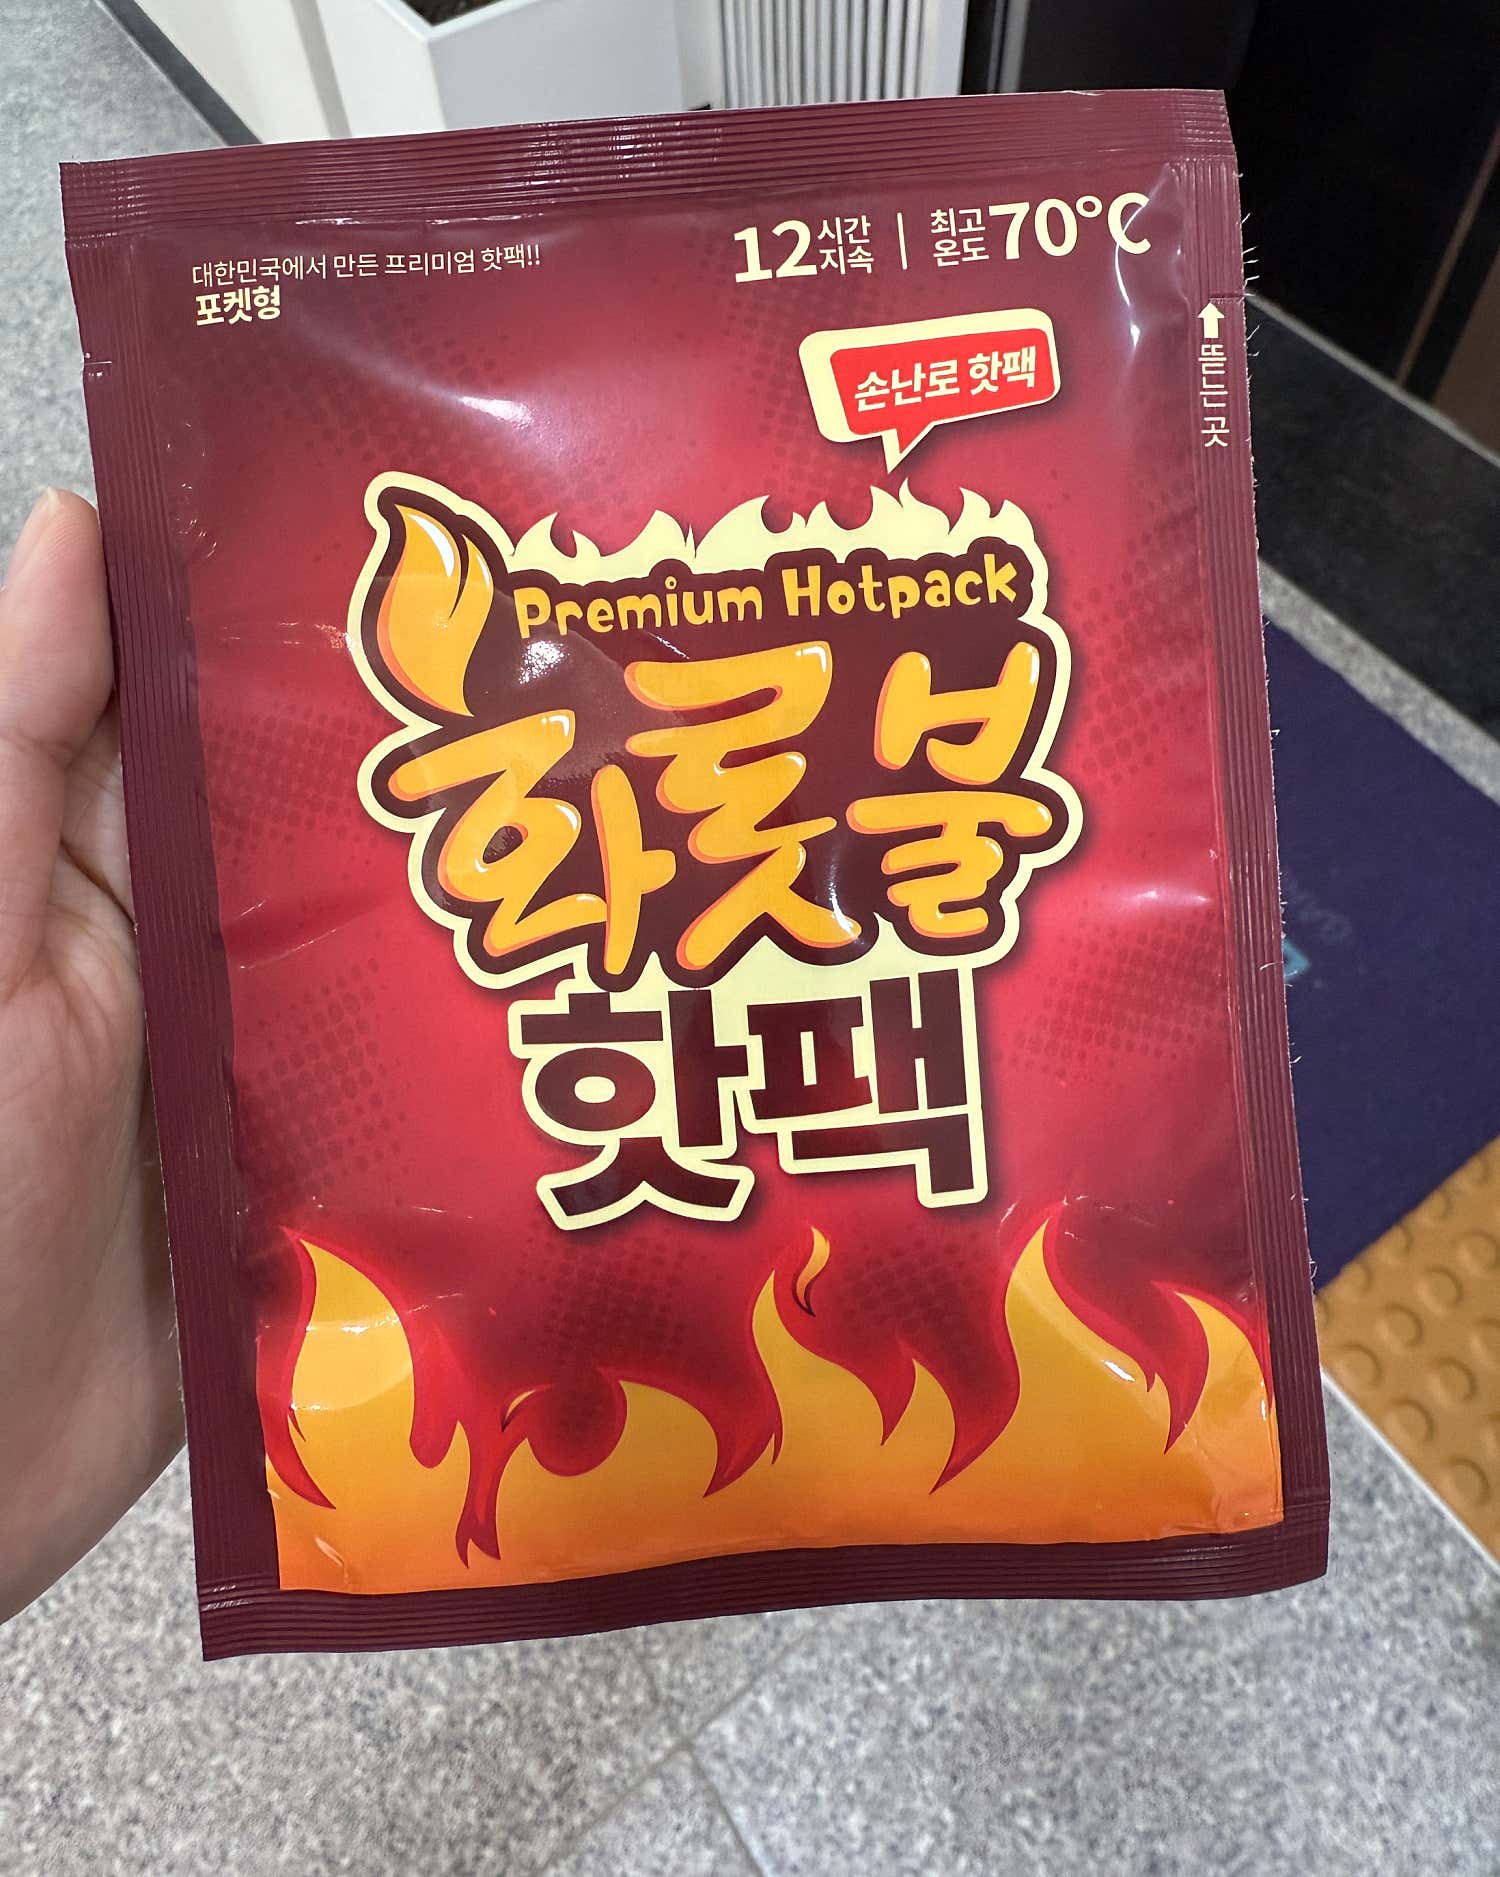 대한민국에서 만든 프리미엄 핫팩!!
포켓형
12시간 지속 | 최고 온도 70°C
손난로 핫팩
뜯는 곳
Premium Hotpack
화롯불
핫팩